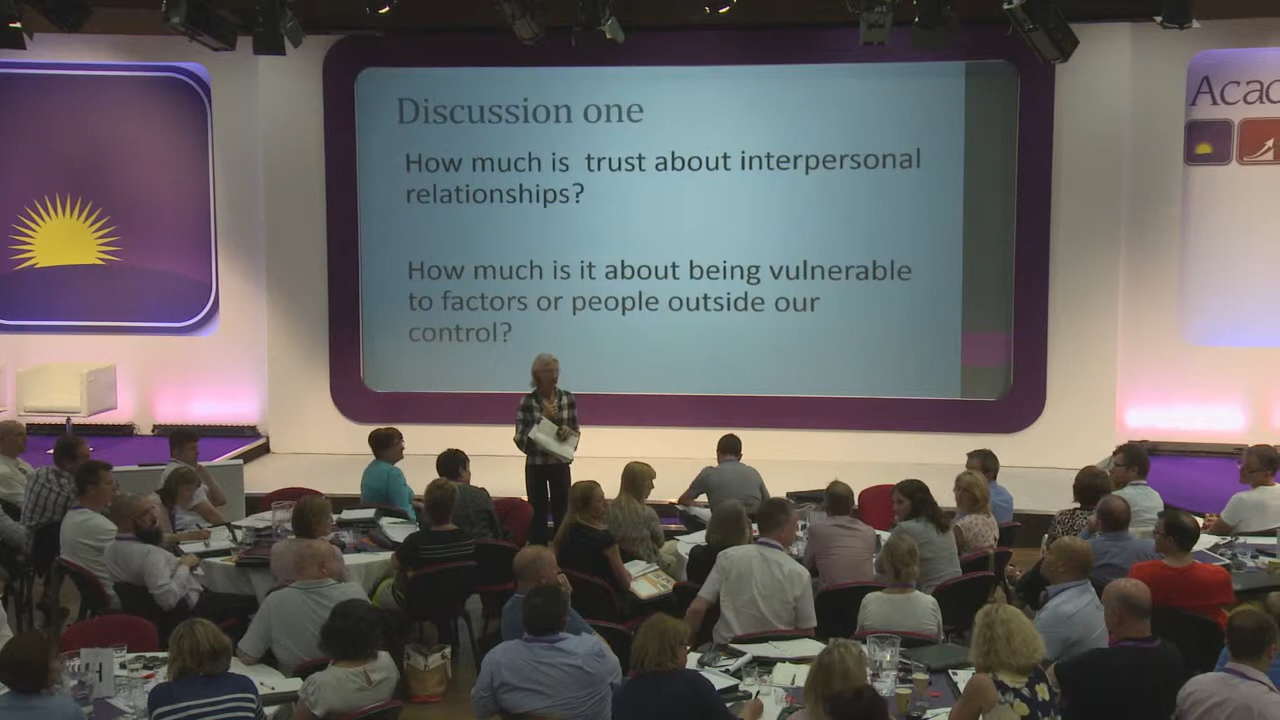 Discussion one
How much is trust about interpersonal
relationships?
How much is it about being vulnerable
to factors or people outside our
control?
Acad